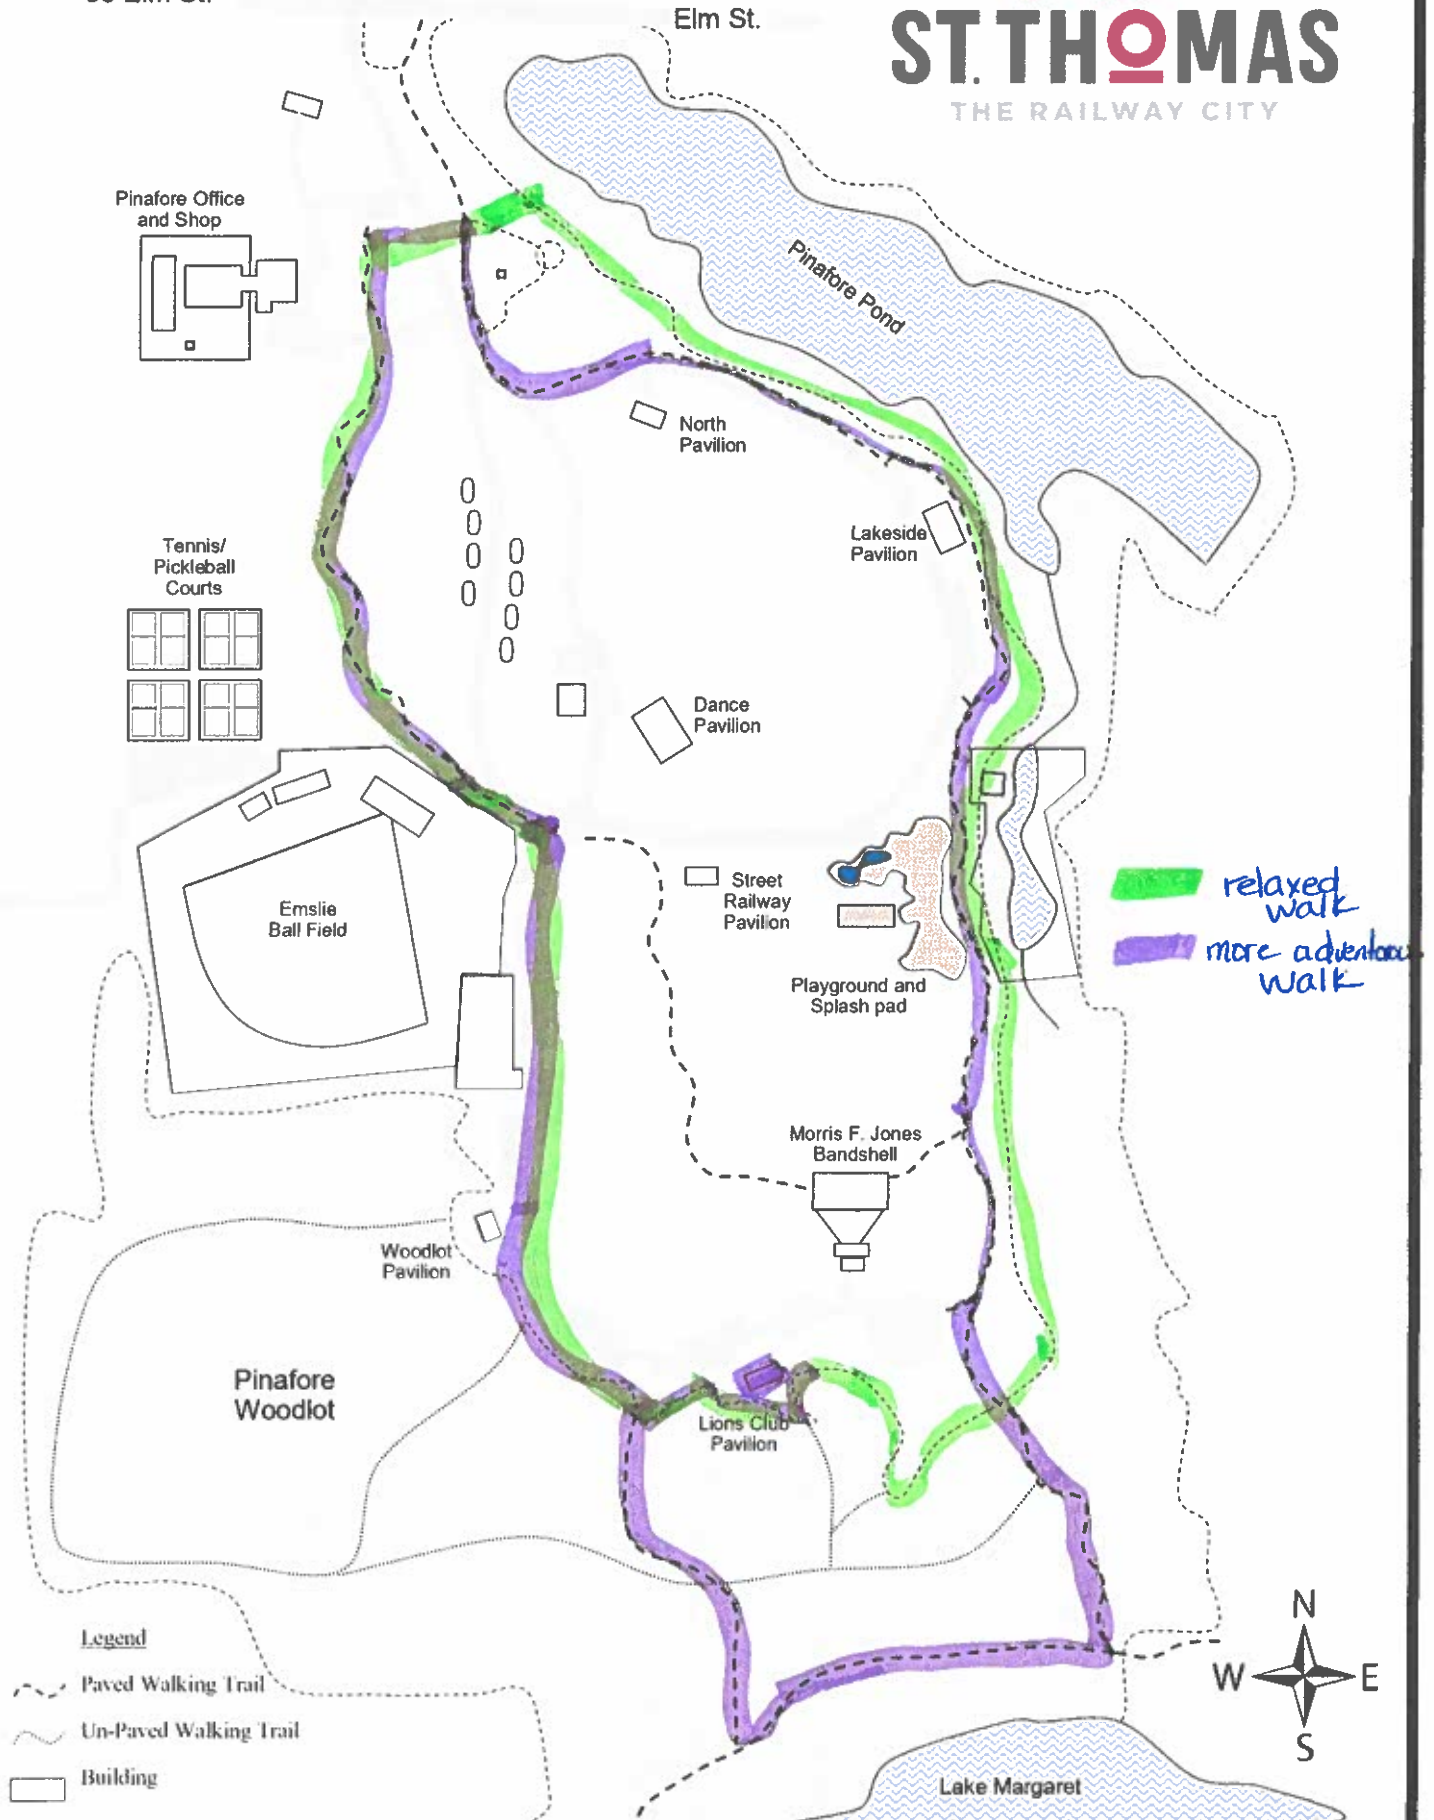 Elm St.
ST. THOMAS
THE RAILWAY CITY
Pinafore Office
and Shop
Pinafore Pond
North
Pavilion
Lakeside
Pavilion
Tennis/
Pickleball
Courts
Dance
Pavilion
Emslie
Ball Field
Street
Railway
Pavilion
Playground and
Splash pad
relaxed
walk
more
walk
Morris F. Jones
Bandshell
Woodlot
Pavilion
Pinafore
Woodlot
Lions Club
Pavilion
Legend
Paved Walking Trail
Un-Paved Walking Trail
Building
N
W E
S
Lake Margaret